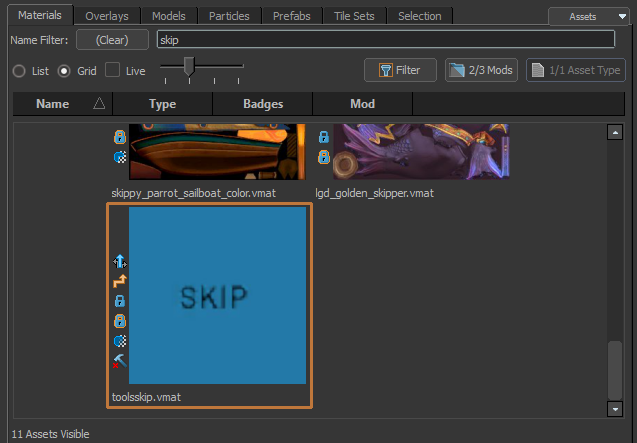 Materials Overlays Models Particles Prefabs Tile Sets Selection Assets
Name Filter: (Clear) skip
List Grid Live Filter 2/3 Mods 1/1 Asset Type
Name Type Badges Mod
skippy_parrot_sailboat_color.vmat lgd_golden_skipper.vmat
SKIP
toolsskip.vmat
11 Assets Visible